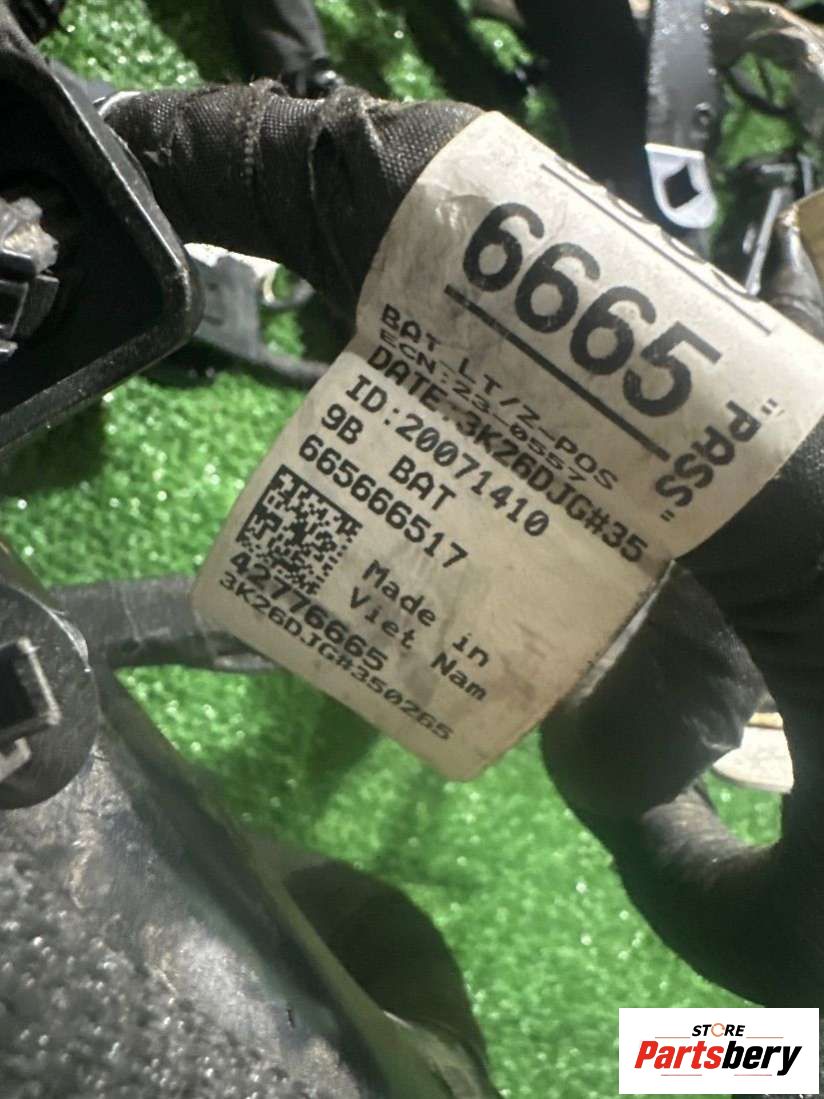 6665
"PASS"
BAT LT/Z-POS
ECN:23-0557
DATE:3K26DJG#35
ID:20071410
9B BAT
665666517
Made in
Viet Nam
42776665
3K26DJG#350265
STORE
Partsbery